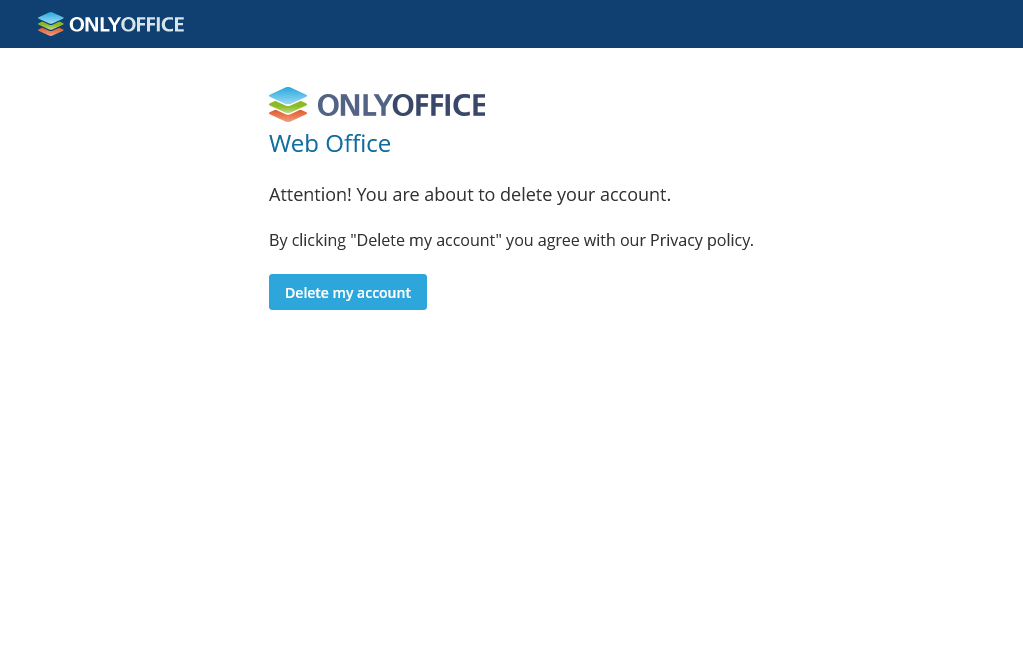 ONLYOFFICE
ONLYOFFICE
Web Office
Attention! You are about to delete your account.
By clicking "Delete my account" you agree with our Privacy policy.
Delete my account